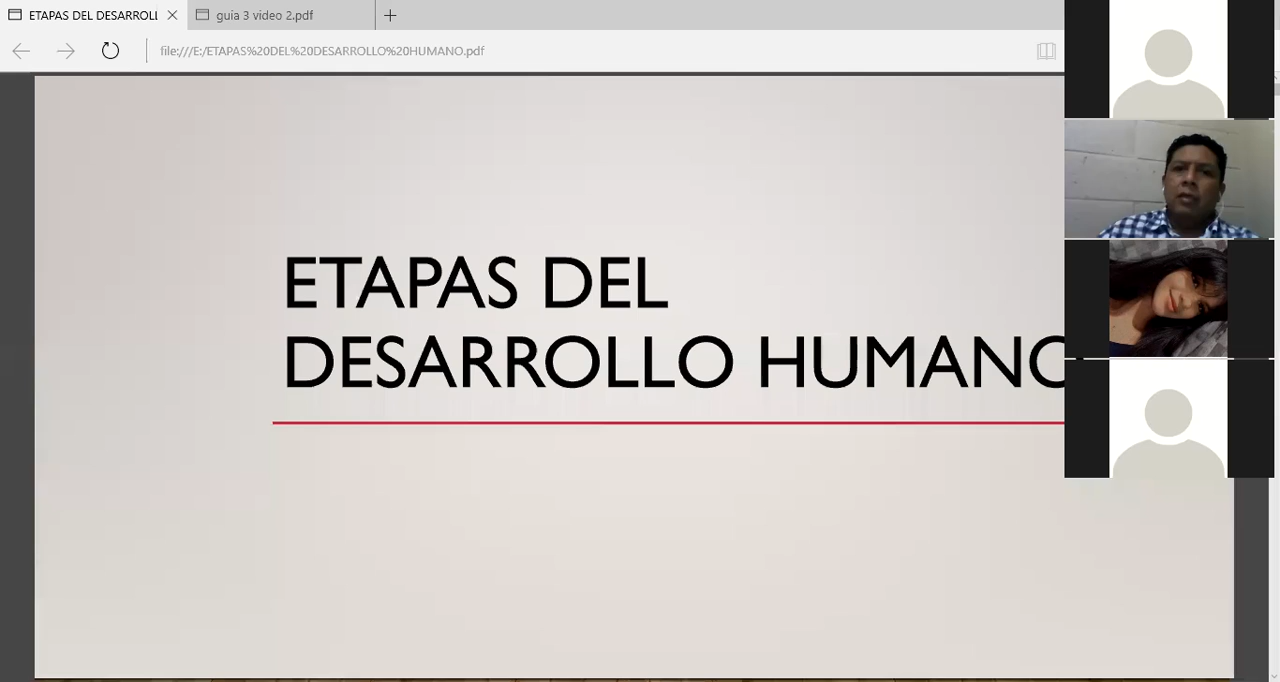 ETAPAS DEL DESARROLL
guia 3 video 2.pdf
file:///E:/ETAPAS%20DEL%20DESARROLLO%20HUMANO.pdf
ETAPAS DEL
DESARROLLO HUMANO